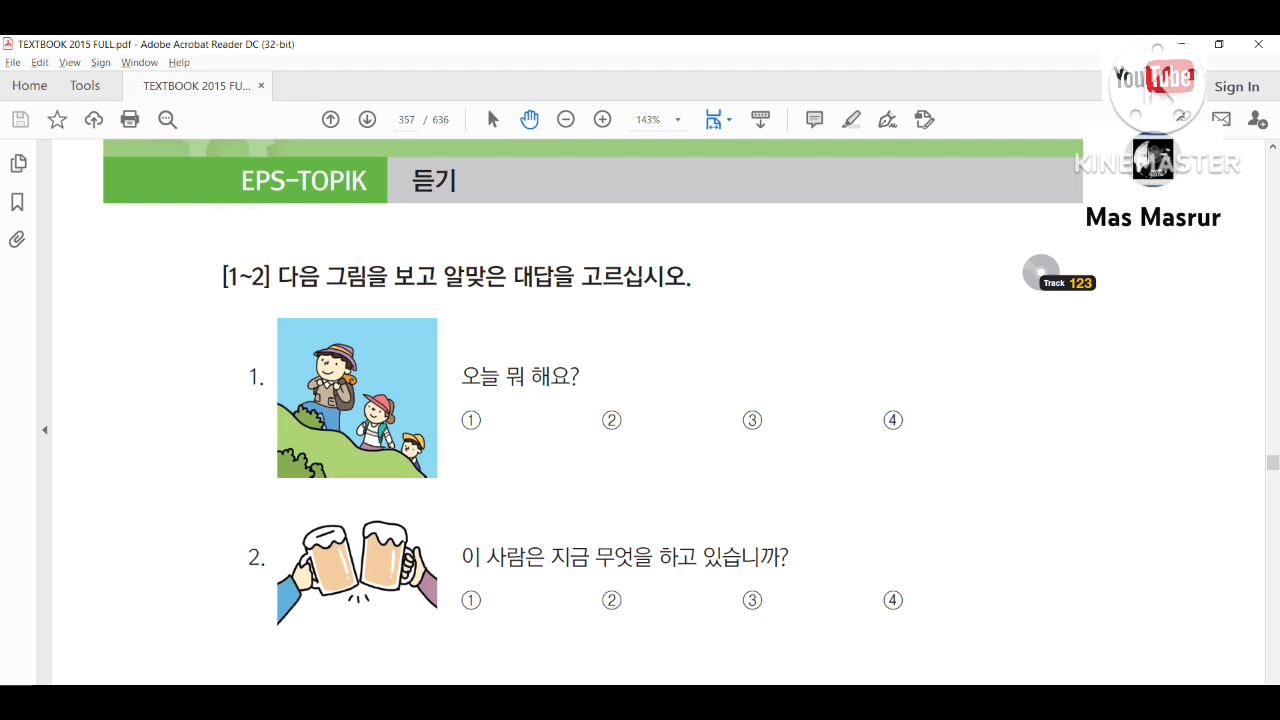 TEXTBOOK 2015 FULL.pdf - Adobe Acrobat Reader DC (32-bit)
File Edit View Sign Window Help
Home Tools TEXTBOOK 2015 FU... × Sign In
357 / 636 143%
YouTube
KINEMASTER
Mas Masrur
EPS-TOPIK 듣기
[1~2] 다음 그림을 보고 알맞은 대답을 고르십시오.
Track 123
1. 오늘 뭐 해요?
① ② ③ ④
2. 이 사람은 지금 무엇을 하고 있습니까?
① ② ③ ④